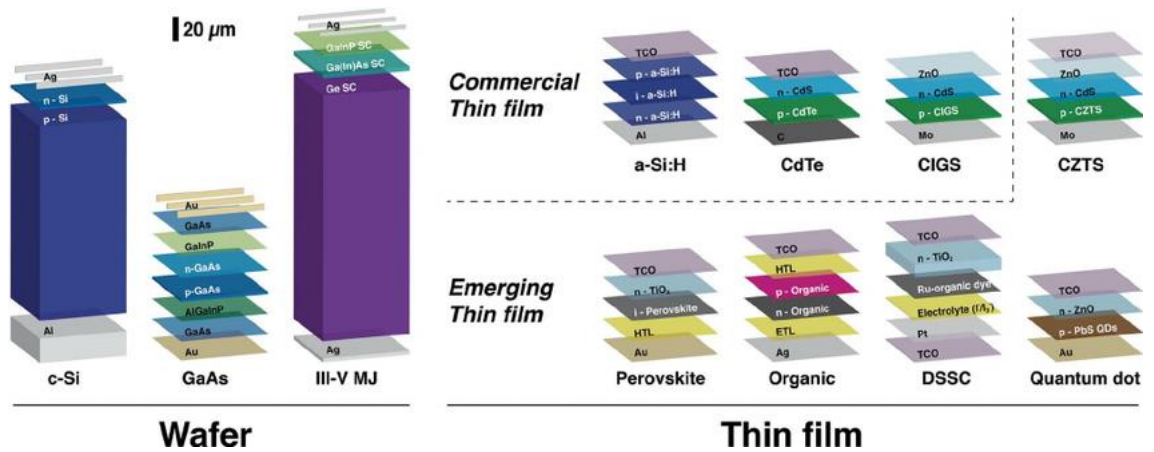 20 µm
Ag
n - Si
p - Si
Al
c-Si
Au
GaAs
GaInP
n-GaAs
p-GaAs
AlGaInP
GaAs
Au
GaAs
Ag
GaInP SC
Ga(In)As SC
Ge SC
Ag
III-V MJ
Wafer
Commercial
Thin film
TCO
p - a-Si:H
i - a-Si:H
n - a-Si:H
Al
a-Si:H
TCO
n - CdS
p - CdTe
C
CdTe
ZnO
n - CdS
p - CIGS
Mo
CIGS
TCO
ZnO
n - CdS
p - CZTS
Mo
CZTS
Emerging
Thin film
TCO
n - TiO₂
i - Perovskite
HTL
Au
Perovskite
TCO
HTL
p - Organic
n - Organic
ETL
Ag
Organic
TCO
n - TiO₂
Ru-organic dye
Electrolyte (I⁻/I₃⁻)
Pt
TCO
DSSC
TCO
n - ZnO
p - PbS QDs
Au
Quantum dot
Thin film